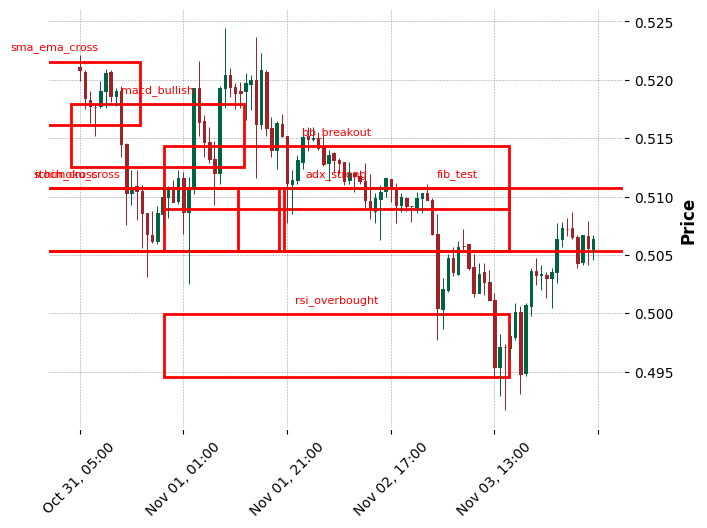 sma_ema_cross
0.525
0.520
macd_bullish
0.515
bb_breakout
adx_strong
fib_test
0.510
0.505
rsi_overbought
0.500
0.495
Price
Oct 31, 05:00
Nov 01, 01:00
Nov 01, 21:00
Nov 02, 17:00
Nov 03, 13:00